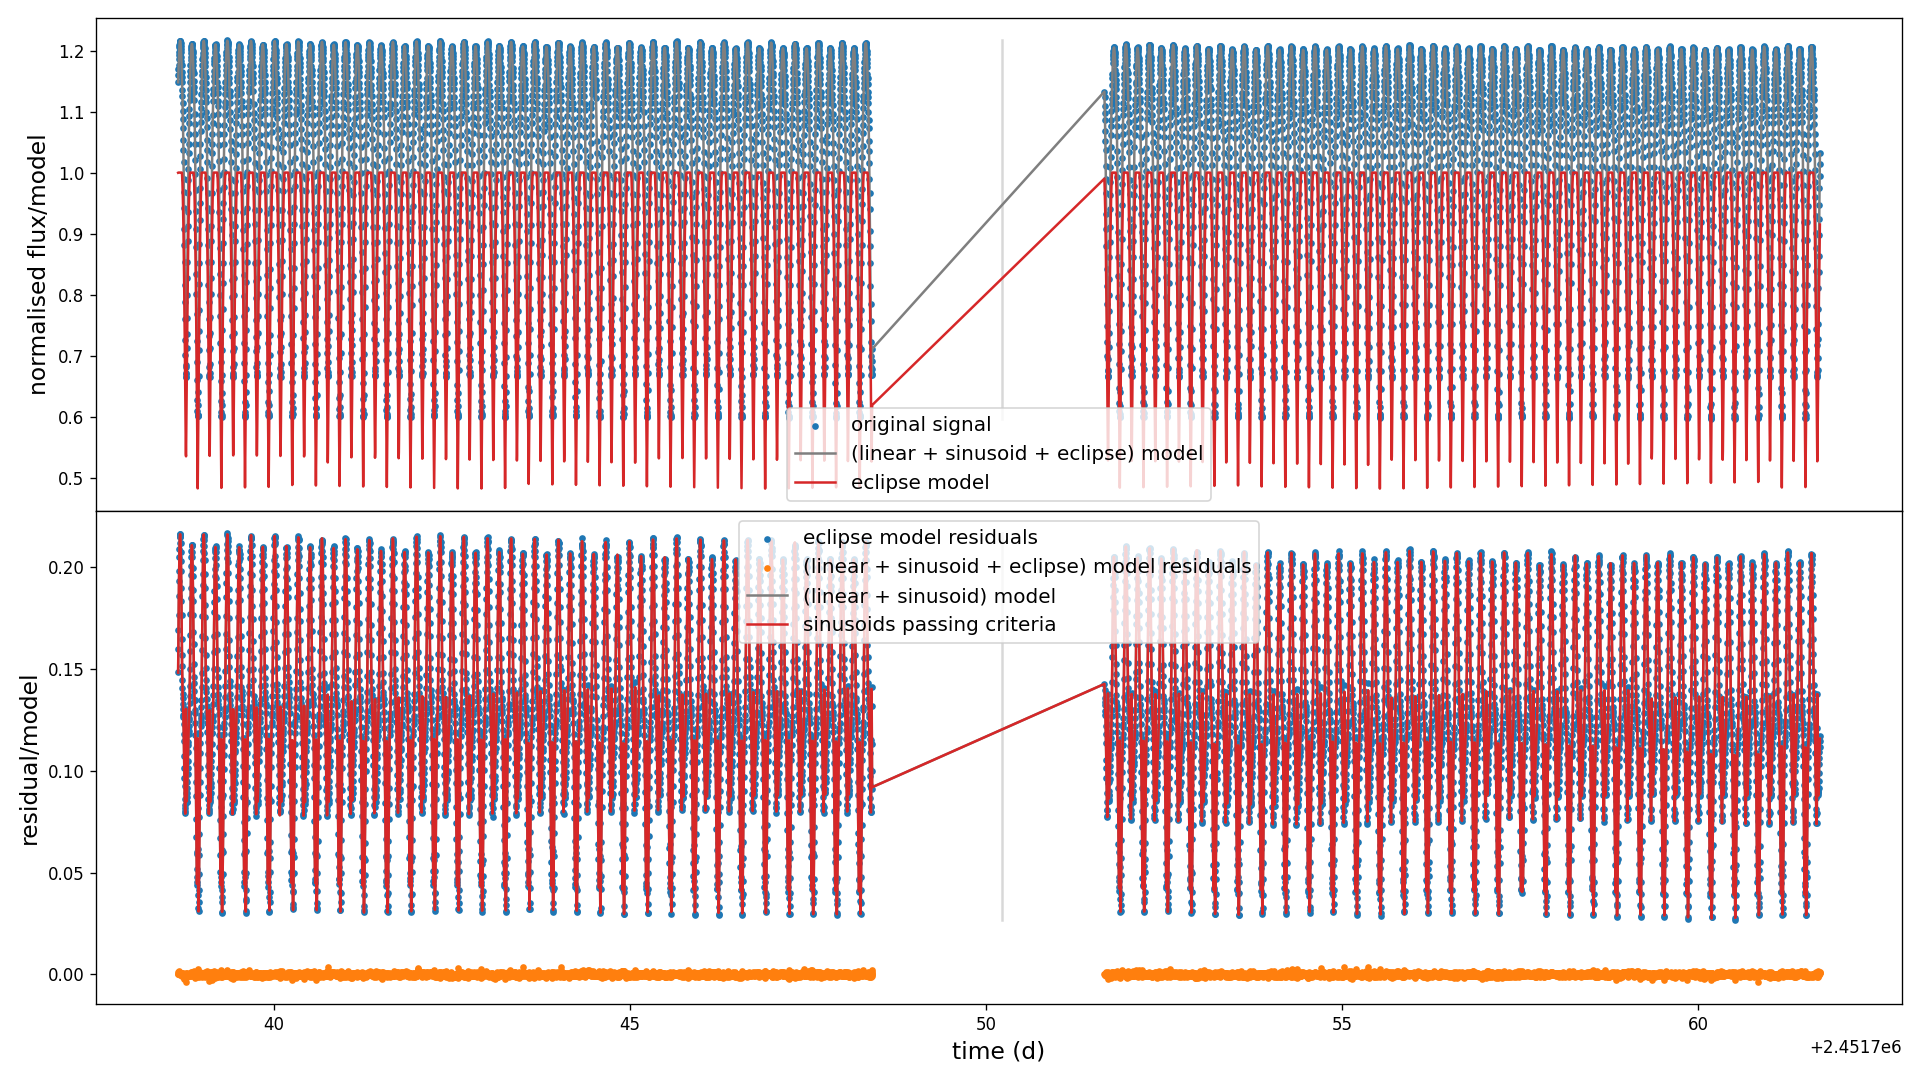 1.2
1.1
1.0
0.9
0.8
0.7
0.6
0.5
normalised flux/model
original signal
(linear + sinusoid + eclipse) model
eclipse model
0.20
0.15
0.10
0.05
0.00
residual/model
eclipse model residuals
(linear + sinusoid + eclipse) model residuals
(linear + sinusoid) model
sinusoids passing criteria
40
45
50
55
60
time (d)
+2.4517e6